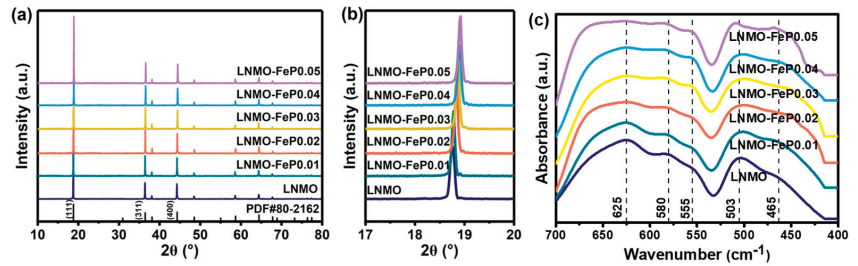 (a)
Intensity (a.u.)
LNMO-FeP0.05
LNMO-FeP0.04
LNMO-FeP0.03
LNMO-FeP0.02
LNMO-FeP0.01
LNMO
PDF#80-2162
(111)
(311)
(400)
10 20 30 40 50 60 70 80
2θ (°)
(b)
Intensity (a.u.)
LNMO-FeP0.05
LNMO-FeP0.04
LNMO-FeP0.03
LNMO-FeP0.02
LNMO-FeP0.01
LNMO
17 18 19 20
2θ (°)
(c)
Absorbance (a.u.)
LNMO-FeP0.05
LNMO-FeP0.04
LNMO-FeP0.03
LNMO-FeP0.02
LNMO-FeP0.01
LNMO
625 580 555 503 465
700 650 600 550 500 450 400
Wavenumber (cm⁻¹)